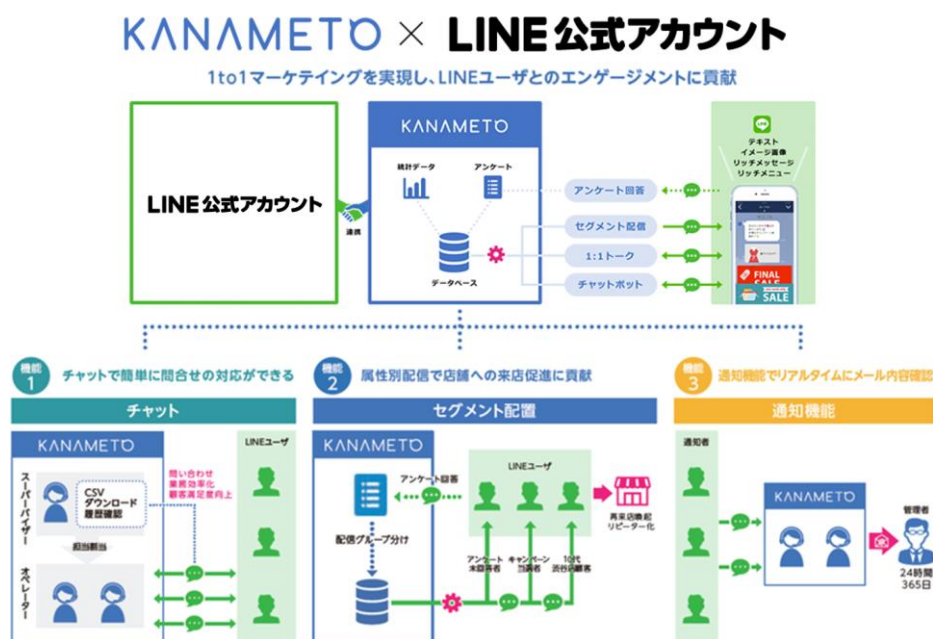 KANAMETO × LINE公式アカウント
1to1マーケテイングを実現し、LINEユーザとのエンゲージメントに貢献
LINE公式アカウント
連携
KANAMETO
統計データ
アンケート
データベース
アンケート回答
セグメント配信
1:1トーク
チャットボット
LINE
テキスト
イメージ画像
リッチメッセージ
リッチメニュー
FINAL
SALE
SALE
機能
1
チャットで簡単に問合せの対応ができる
チャット
KANAMETO
LINEユーザ
スーパーバイザー
CSV
ダウンロード
履歴確認
問い合わせ
業務効率化
顧客満足度向上
担当割当
オペレーター
機能
2
属性別配信で店舗への来店促進に貢献
セグメント配置
KANAMETO
アンケート回答
LINEユーザ
再来店喚起
リピーター化
配信グループ分け
アンケート
未回答者
キャンペーン
当選者
10代
渋谷店顧客
機能
3
通知機能でリアルタイムにメール内容確認
通知機能
通知者
KANAMETO
管理者
24時間
365日